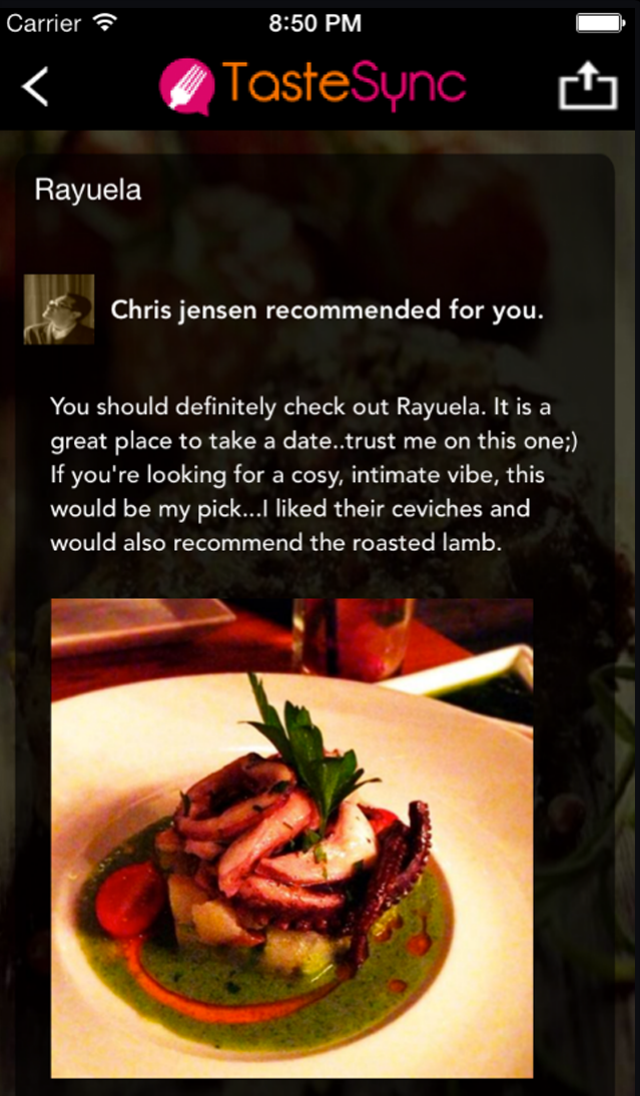 Carrier 8:50 PM
TasteSync
Rayuela
Chris jensen recommended for you.
You should definitely check out Rayuela. It is a
great place to take a date..trust me on this one;)
If you're looking for a cosy, intimate vibe, this
would be my pick...I liked their ceviches and
would also recommend the roasted lamb.